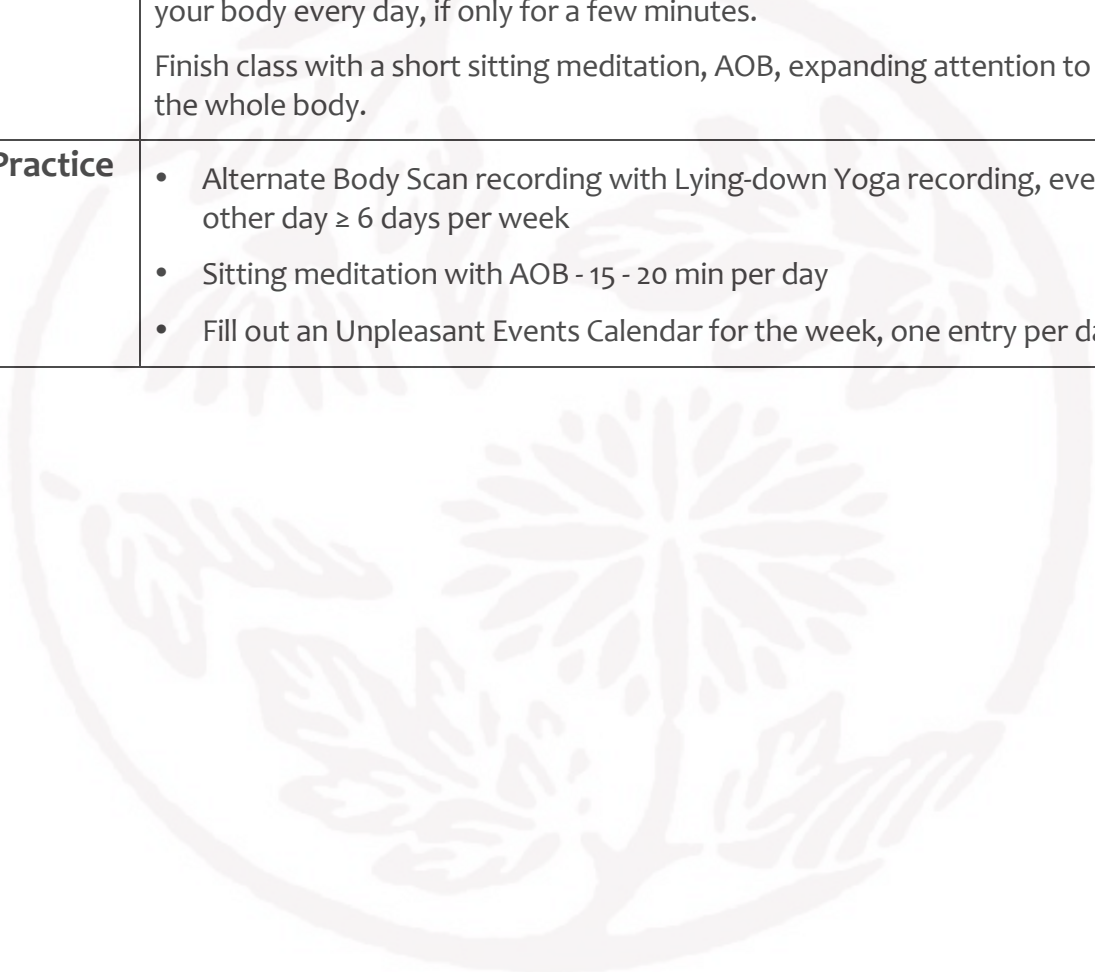 your body every day, if only for a few minutes.
Finish class with a short sitting meditation, AOB, expanding attention to
the whole body.
Practice
• Alternate Body Scan recording with Lying-down Yoga recording, eve
other day ≥ 6 days per week
• Sitting meditation with AOB - 15 - 20 min per day
• Fill out an Unpleasant Events Calendar for the week, one entry per da